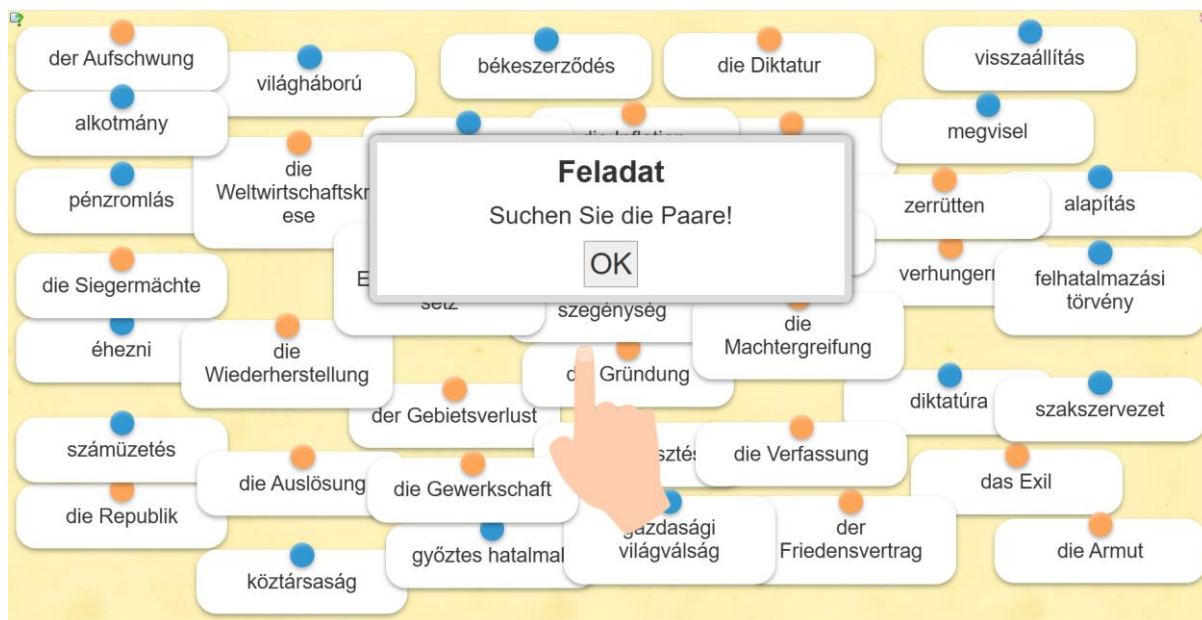 der Aufschwung
világháború
békeszerződés
die Diktatur
visszaállítás
alkotmány
megvisel
die
Weltwirtschaftskr
ese
Feladat
Suchen Sie die Paare!
OK
pénzromlás
zerrütten
alapítás
die Siegermächte
setz
szegénység
verhungern
felhatalmazási
törvény
éhezni
die
Wiederherstellung
die
Machtergreifung
Gründung
der Gebietsverlust
diktatúra
szakszervezet
számüzetés
die Auslösung
die Gewerkschaft
die Verfassung
das Exil
die Republik
győztes hatalmak
gazdasági
világválság
der
Friedensvertrag
die Armut
köztársaság